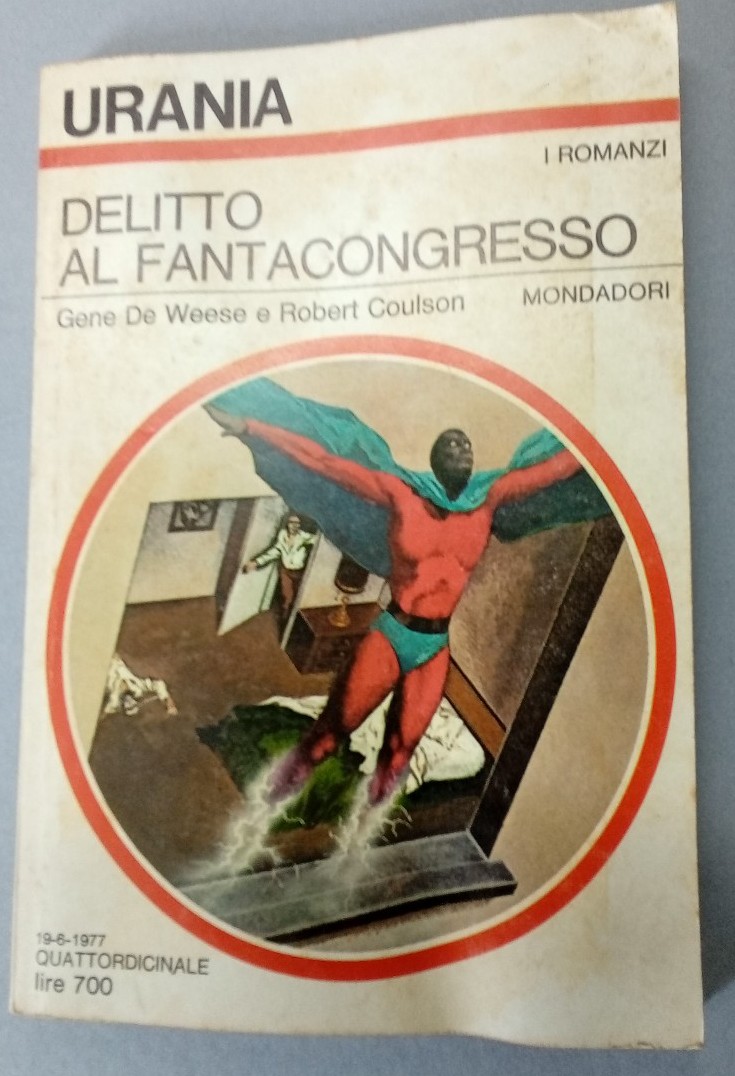 URANIA
I ROMANZI
DELITTO
AL FANTACONGRESSO
Gene De Weese e Robert Coulson
MONDADORI
19-6-1977
QUATTORDICINALE
lire 700